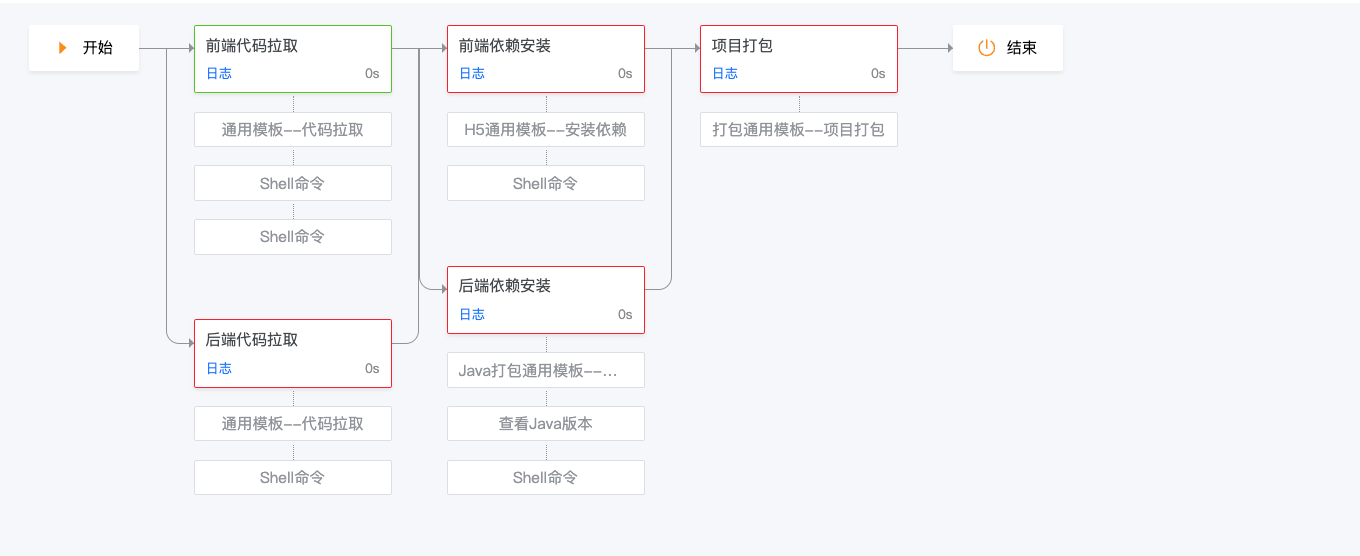 开始
前端代码拉取
日志 0s
通用模板--代码拉取
Shell命令
Shell命令
后端代码拉取
日志 0s
通用模板--代码拉取
Shell命令
前端依赖安装
日志 0s
H5通用模板--安装依赖
Shell命令
后端依赖安装
日志 0s
Java打包通用模板--...
查看Java版本
Shell命令
项目打包
日志 0s
打包通用模板--项目打包
结束